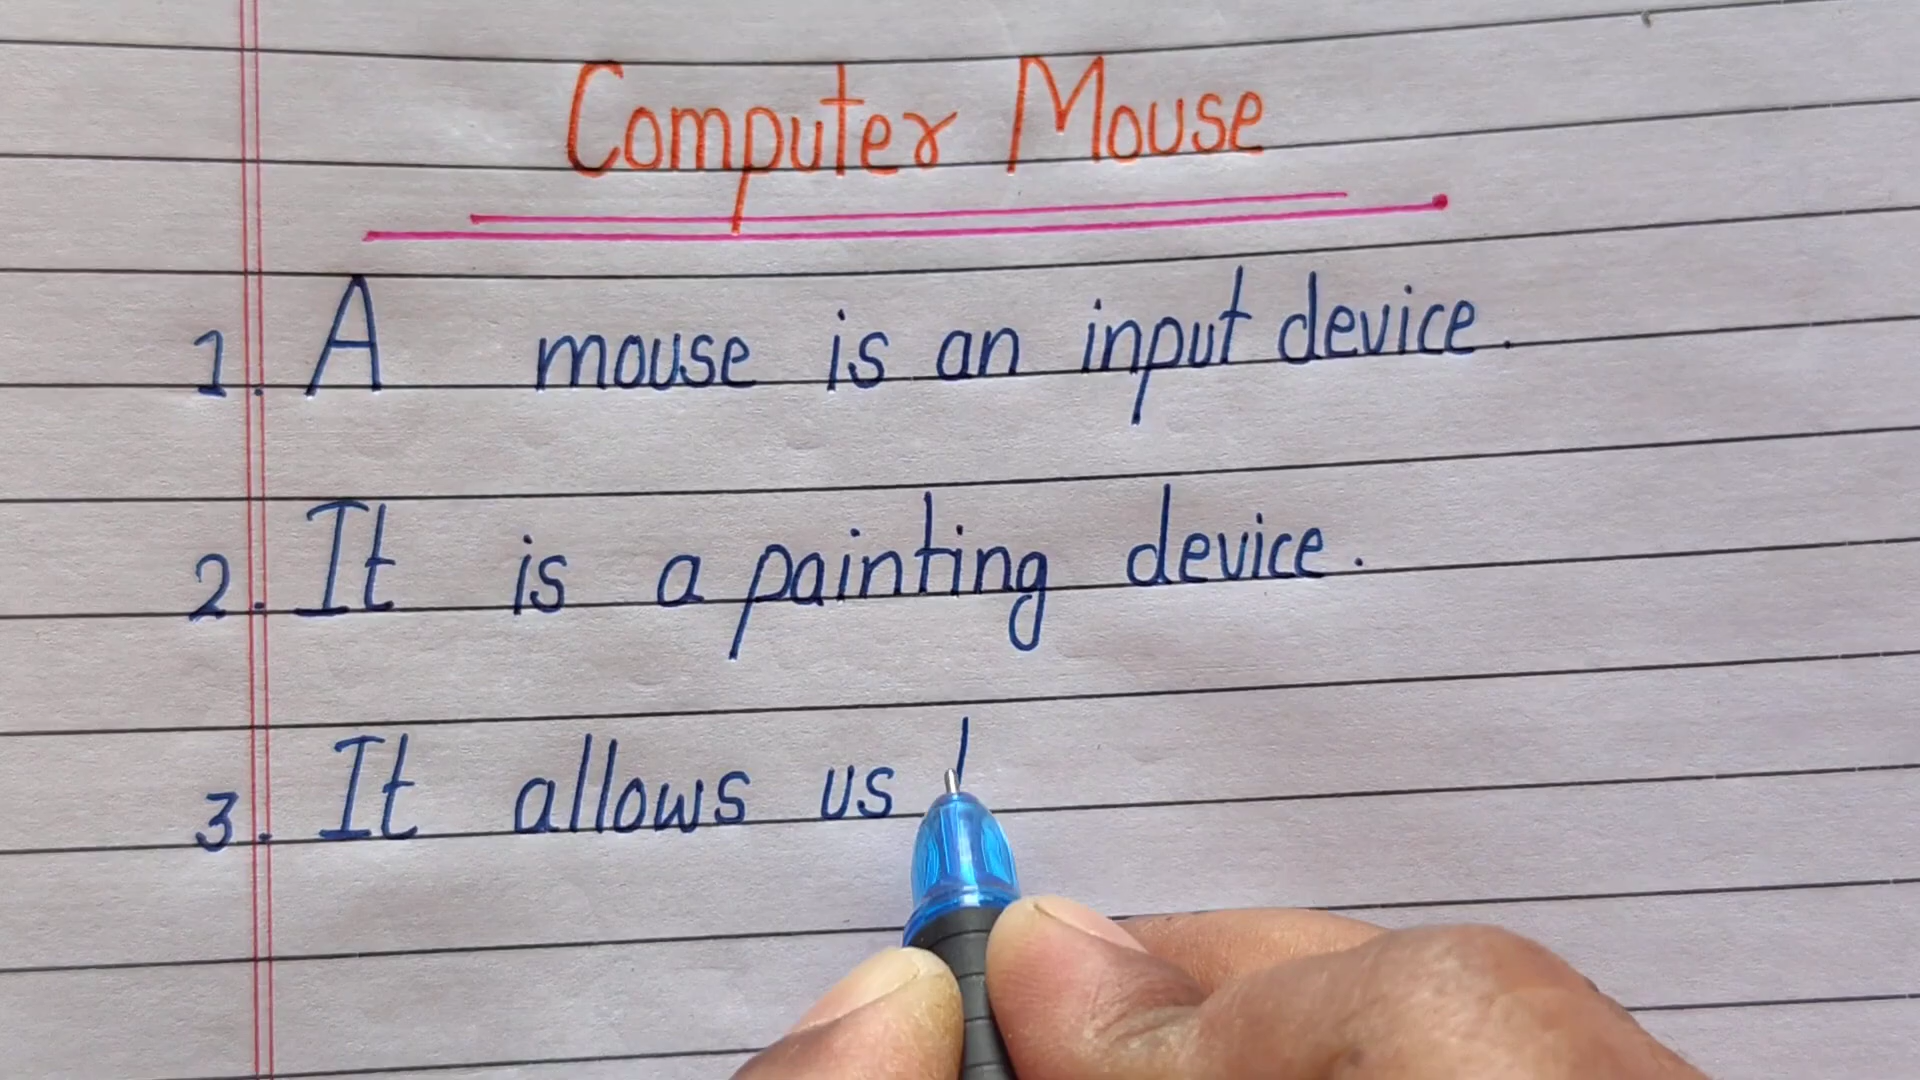 Computer Mouse
1. A mouse is an input device.
2. It is a painting device.
3. It allows us